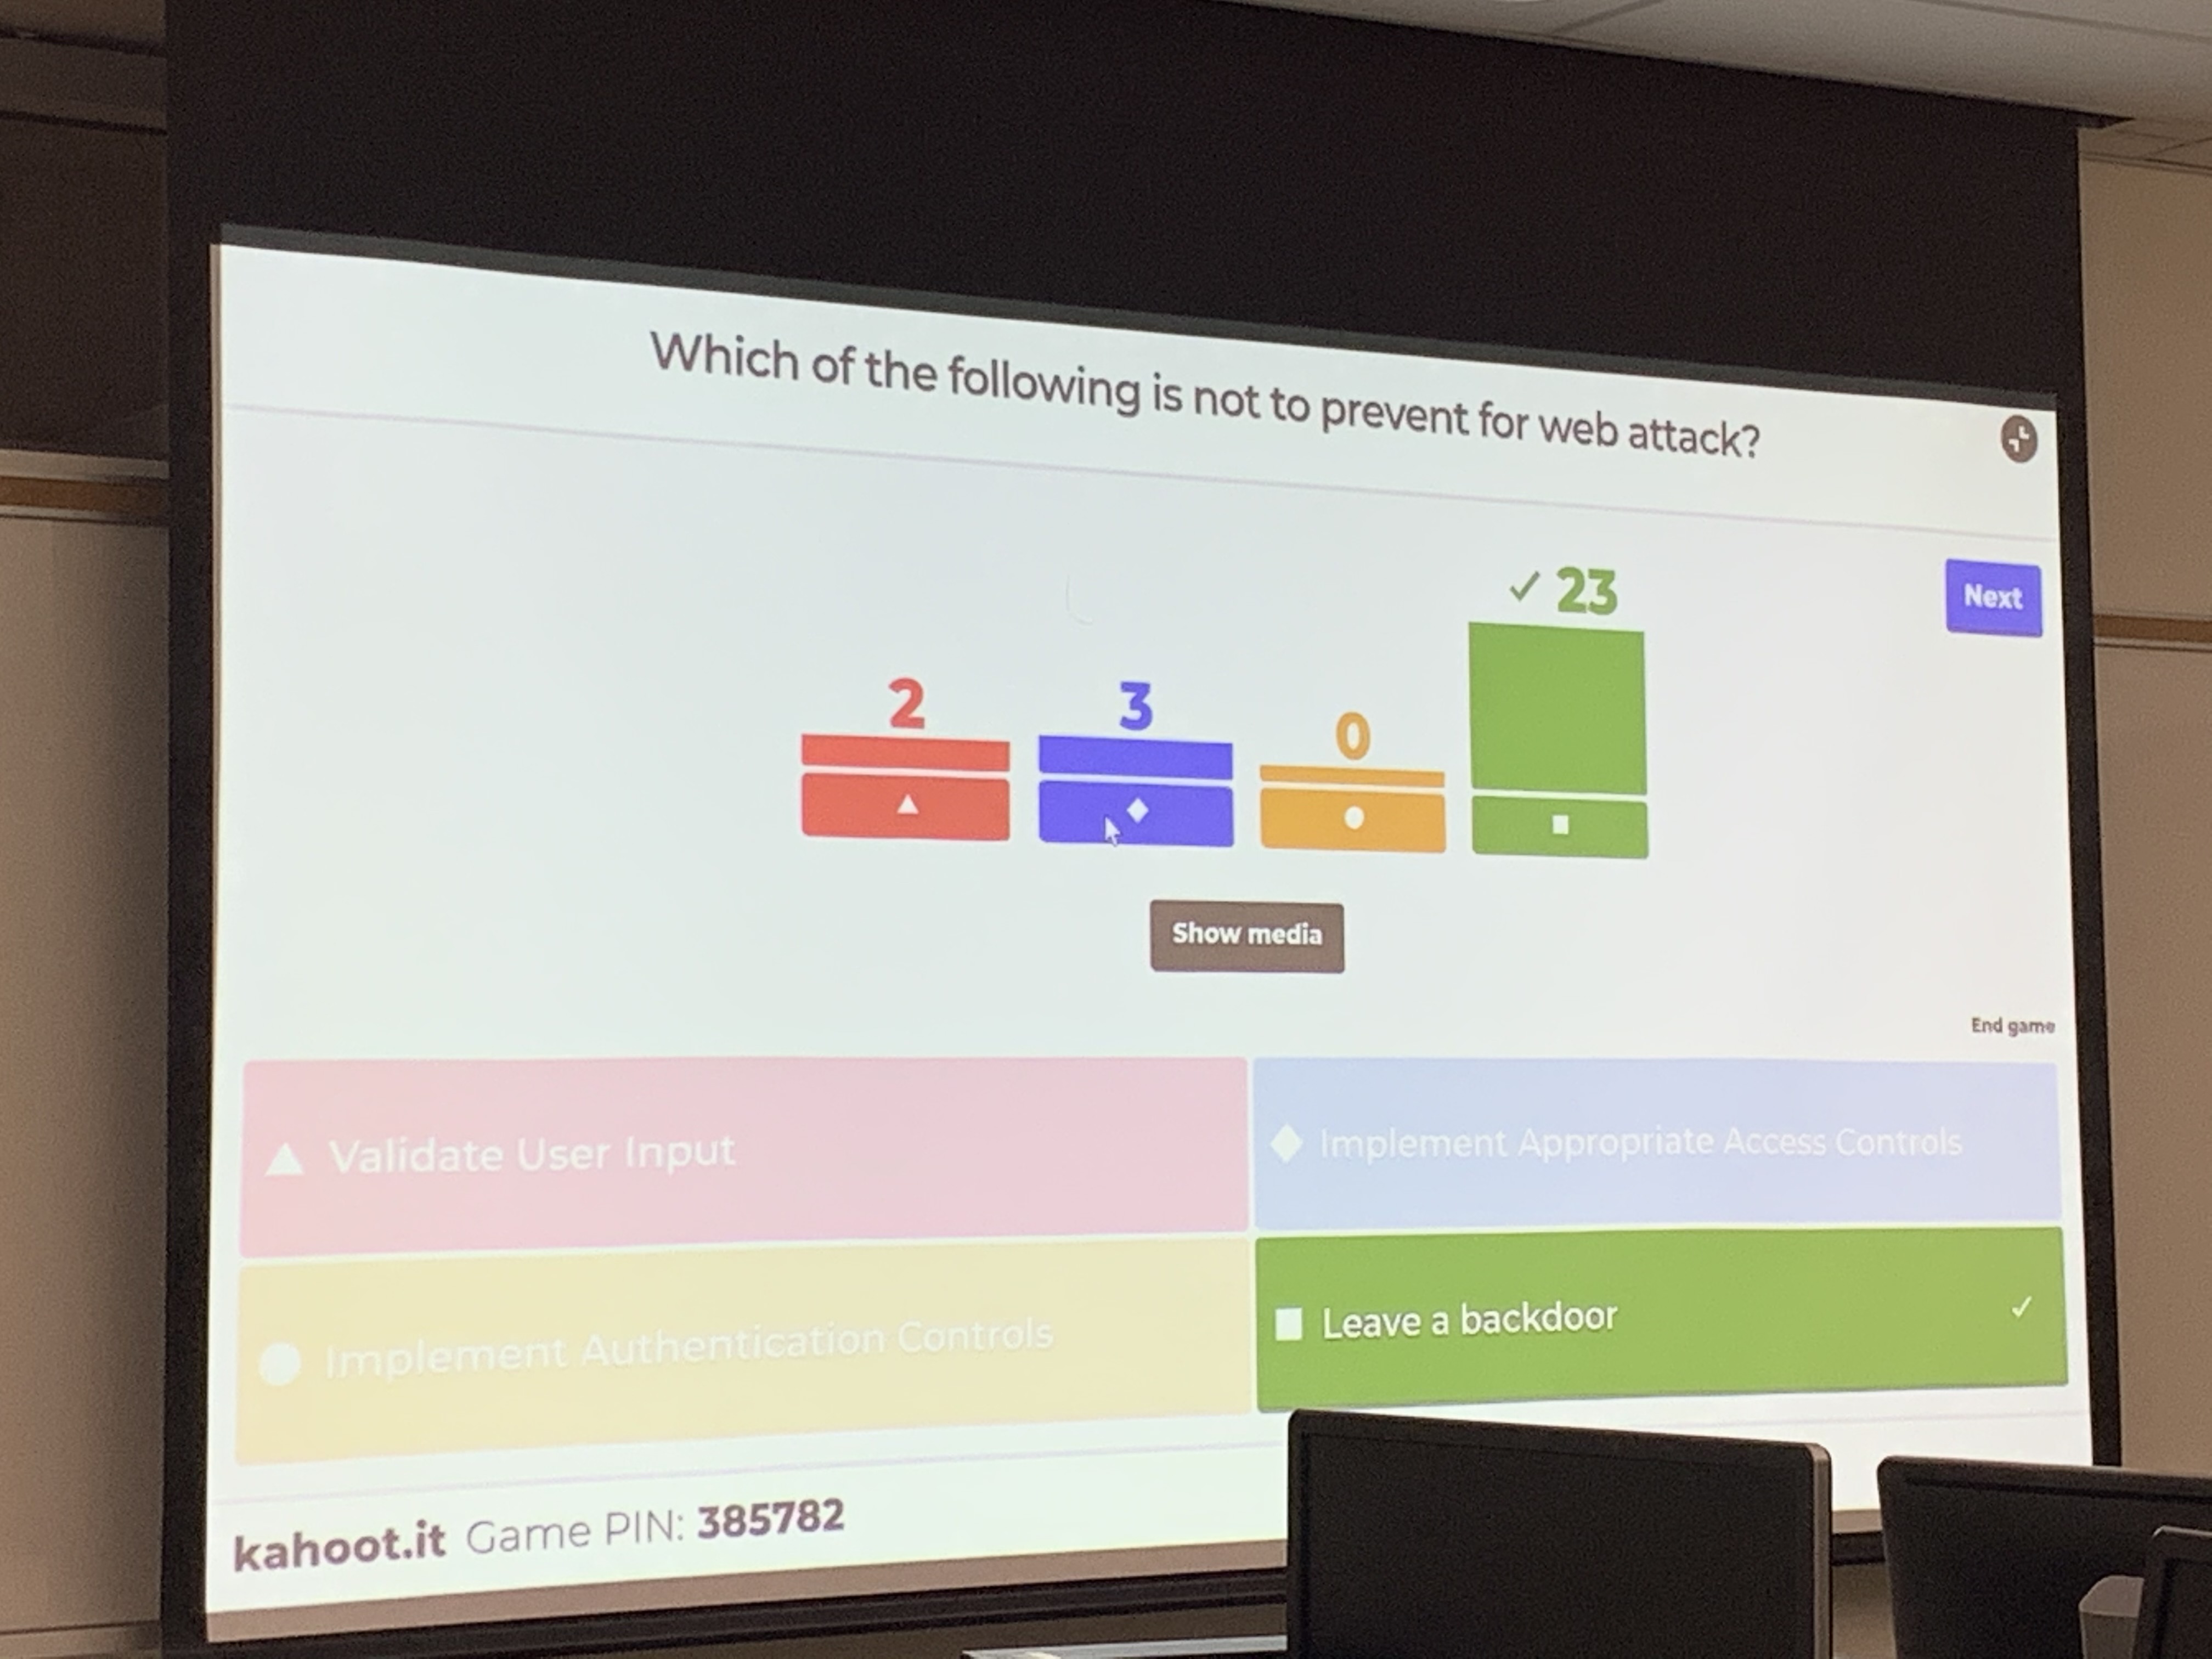 Which of the following is not to prevent for web attack?
✓ 23
Next
2
3
0
Show media
End game
Validate User Input
Implement Appropriate Access Controls
Implement Authentication Controls
Leave a backdoor ✓
kahoot.it Game PIN: 385782